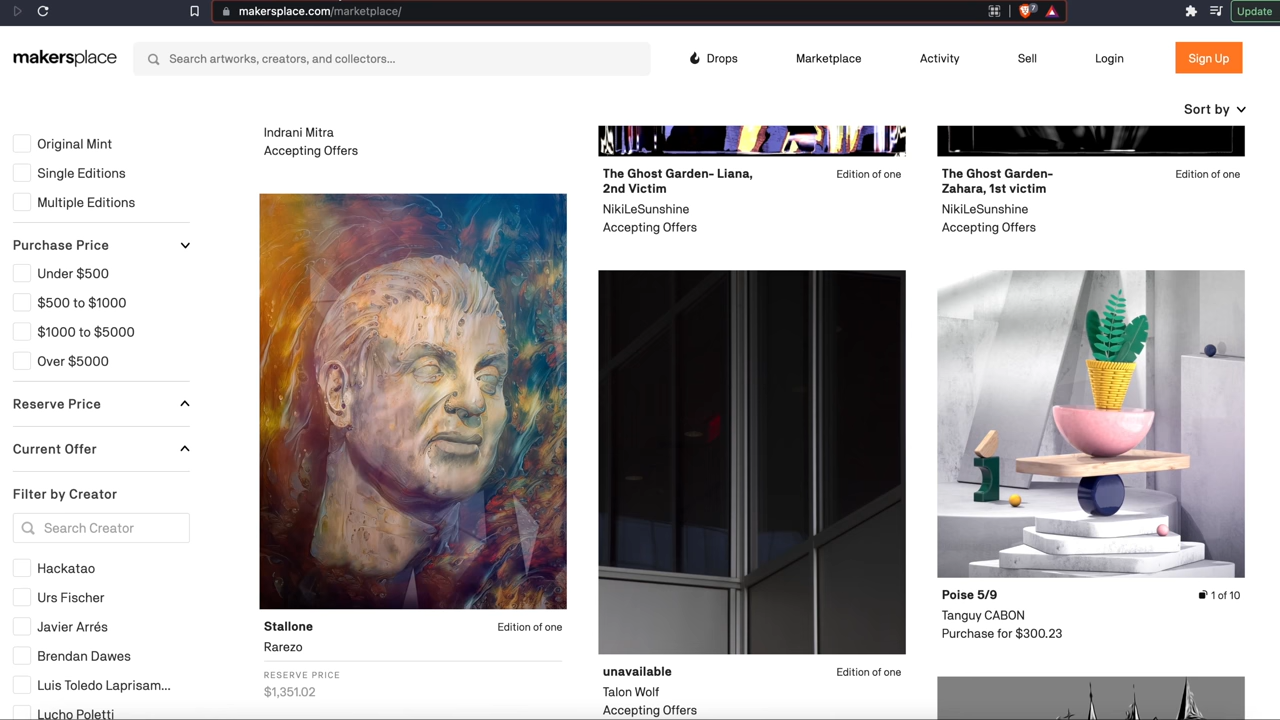 makersplace.com/marketplace/
7
Update
makersplace
Search artworks, creators, and collectors...
Drops
Marketplace
Activity
Sell
Login
Sign Up
Sort by
Original Mint
Single Editions
Multiple Editions
Purchase Price
Under $500
$500 to $1000
$1000 to $5000
Over $5000
Reserve Price
Current Offer
Filter by Creator
Search Creator
Hackatao
Urs Fischer
Javier Arrés
Brendan Dawes
Luis Toledo Laprisam...
Lucho Poletti
Indrani Mitra
Accepting Offers
Stallone
Edition of one
Rarezo
RESERVE PRICE
$1,351.02
The Ghost Garden- Liana,
2nd Victim
Edition of one
NikiLeSunshine
Accepting Offers
unavailable
Edition of one
Talon Wolf
Accepting Offers
The Ghost Garden-
Zahara, 1st victim
Edition of one
NikiLeSunshine
Accepting Offers
Poise 5/9
1 of 10
Tanguy CABON
Purchase for $300.23